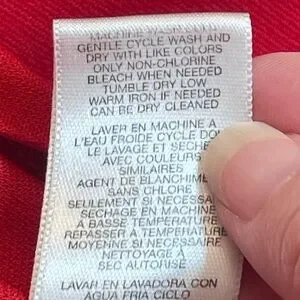 MACHINE
GENTLE CYCLE WASH AND
DRY WITH LIKE COLORS
ONLY NON-CHLORINE
BLEACH WHEN NEEDED
TUMBLE DRY LOW
WARM IRON IF NEEDED
CAN BE DRY CLEANED
LAVER EN MACHINE A
L'EAU FROIDE CYCLE DOU
LE LAVAGE ET SECHE
AVEC COULEURS
SIMILAIRES
AGENT DE BLANCHIME
SANS CHLORE
SEULEMENT SI NECESSA
SECHAGE EN MACHINE
A BASSE TEMPERATURE
REPASSER A TEMPERATURE
MOYENNE SI NECESSAIRE
NETTOYAGE A
SEC AUTORISE
LAVAR EN LAVADORA CON
AGUA FRIA CICLO